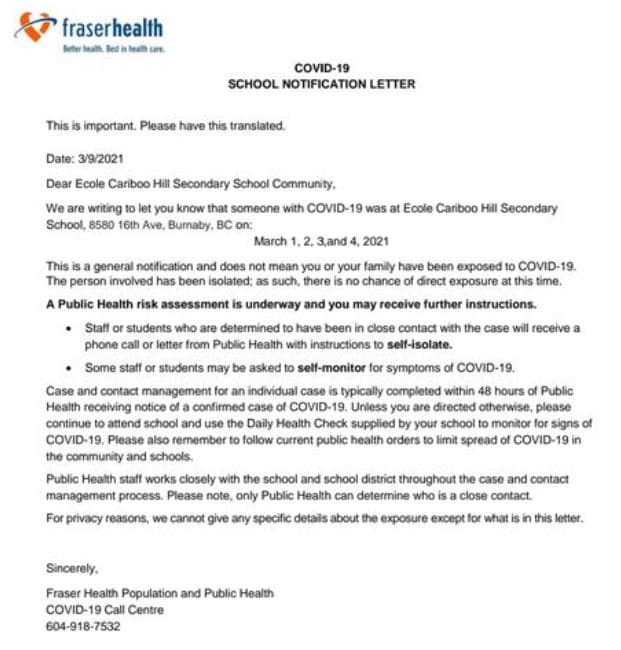 fraserhealth
Better health. Best in health care.
COVID-19
SCHOOL NOTIFICATION LETTER
This is important. Please have this translated.
Date: 3/9/2021
Dear Ecole Cariboo Hill Secondary School Community,
We are writing to let you know that someone with COVID-19 was at Ecole Cariboo Hill Secondary
School, 8580 16th Ave, Burnaby, BC on:
March 1, 2, 3,and 4, 2021
This is a general notification and does not mean you or your family have been exposed to COVID-19.
The person involved has been isolated; as such, there is no chance of direct exposure at this time.
A Public Health risk assessment is underway and you may receive further instructions.
• Staff or students who are determined to have been in close contact with the case will receive a
phone call or letter from Public Health with instructions to self-isolate.
• Some staff or students may be asked to self-monitor for symptoms of COVID-19.
Case and contact management for an individual case is typically completed within 48 hours of Public
Health receiving notice of a confirmed case of COVID-19. Unless you are directed otherwise, please
continue to attend school and use the Daily Health Check supplied by your school to monitor for signs of
COVID-19. Please also remember to follow current public health orders to limit spread of COVID-19 in
the community and schools.
Public Health staff works closely with the school and school district throughout the case and contact
management process. Please note, only Public Health can determine who is a close contact.
For privacy reasons, we cannot give any specific details about the exposure except for what is in this letter.
Sincerely,
Fraser Health Population and Public Health
COVID-19 Call Centre
604-918-7532